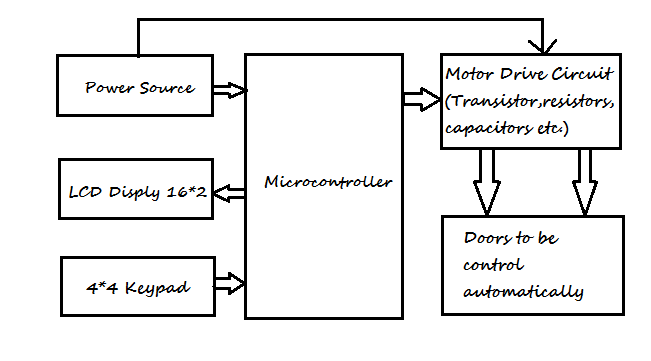 Power Source
LCD Disply 16*2
4*4 Keypad
Microcontroller
Motor Drive Circuit
(Transistor,resistors,
capacitors etc.)
Doors to be
control
automatically